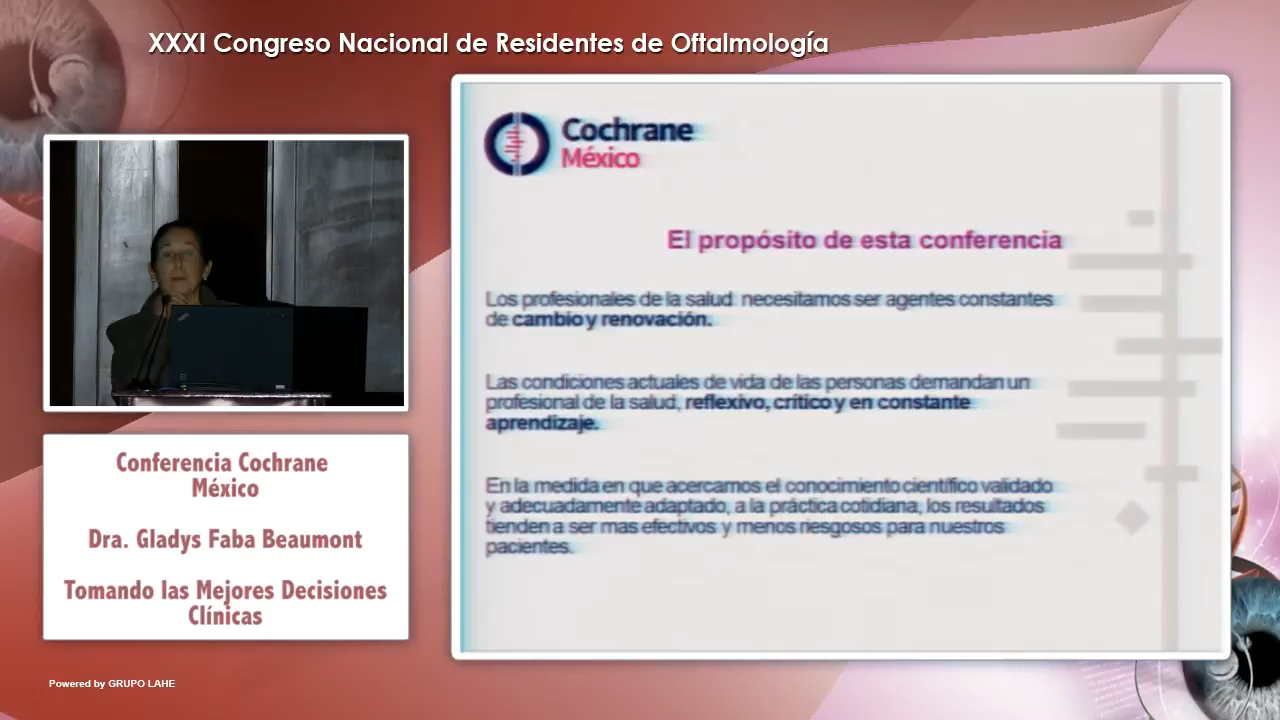 XXXI Congreso Nacional de Residentes de Oftalmología
Cochrane
México
El propósito de esta conferencia
Los profesionales de la salud necesitamos ser agentes constantes
de cambio y renovación.
Las condiciones actuales de vida de las personas demandan un
profesional de la salud, reflexivo, crítico y en constante
aprendizaje.
En la medida en que acercamos el conocimiento científico validado
y adecuadamente adaptado, a la práctica cotidiana, los resultados
tienden a ser mas efectivos y menos riesgosos para nuestros
pacientes.
Conferencia Cochrane
México
Dra. Gladys Faba Beaumont
Tomando las Mejores Decisiones
Clínicas
Powered by GRUPO LAHE